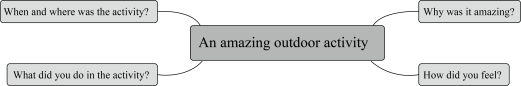 When and where was the activity?
Why was it amazing?
An amazing outdoor activity
What did you do in the activity?
How did you feel?